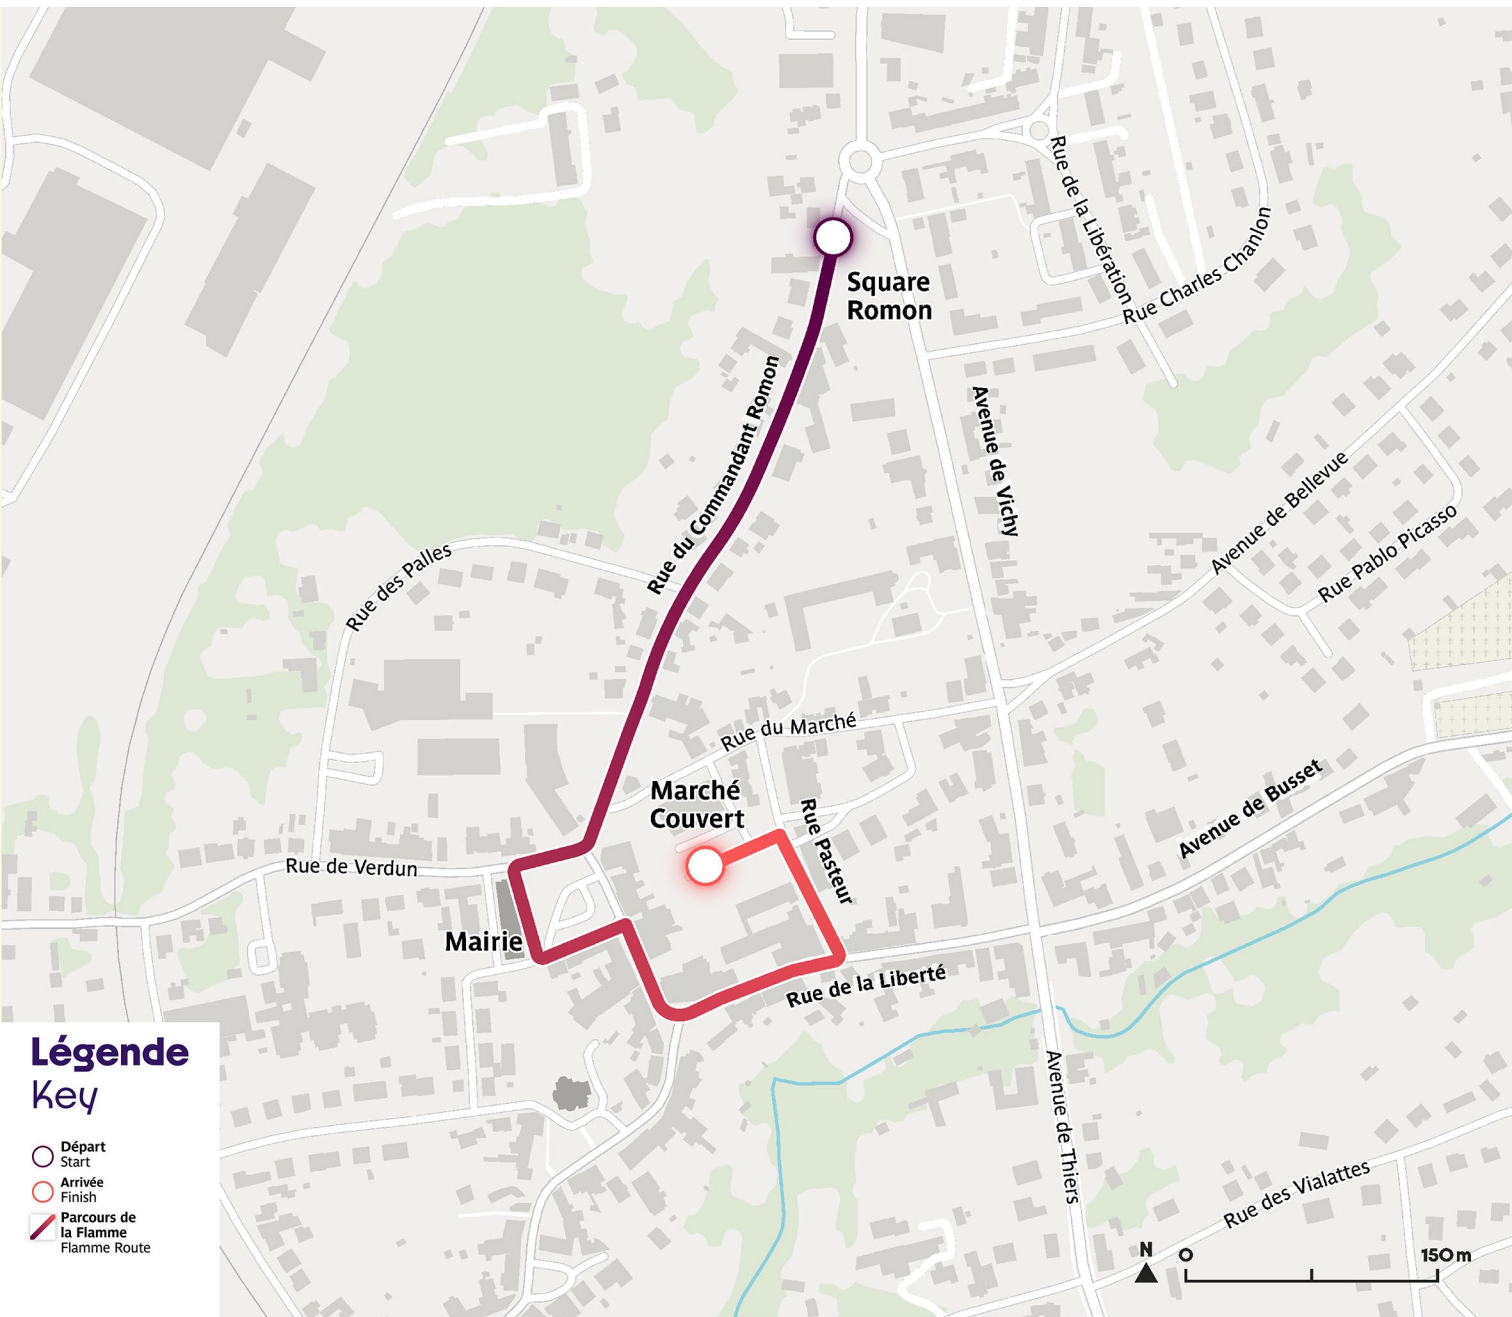 Rue de la Libération
Rue Charles Chanlon
Square
Romon
Rue du Commandant Romon
Avenue de Vichy
Avenue de Bellevue
Rue Pablo Picasso
Rue des Palles
Rue du Marché
Marché
Couvert
Rue Pasteur
Avenue de Busset
Rue de Verdun
Mairie
Rue de la Liberté
Avenue de Thiers
Rue des Vialattes
Légende
Key
Départ
Start
Arrivée
Finish
Parcours de
la Flamme
Flamme Route
N 0 150 m